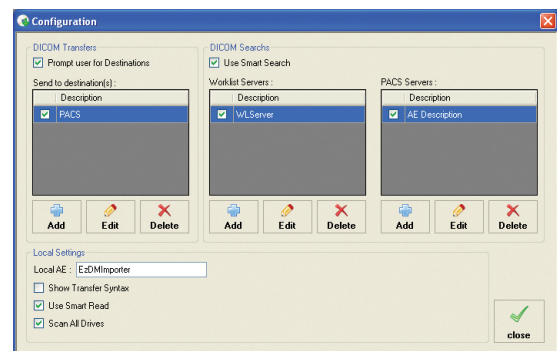 Configuration
DICOM Transfers
Prompt user for Destinations
Send to destination(s) :
Description
PACS
Add
Edit
Delete
DICOM Searchs
Use Smart Search
Worklist Servers :
Description
WLServer
Add
Edit
Delete
PACS Servers :
Description
AE Description
Add
Edit
Delete
Local Settings
Local AE : EzDMImporter
Show Transfer Syntax
Use Smart Read
Scan All Drives
close